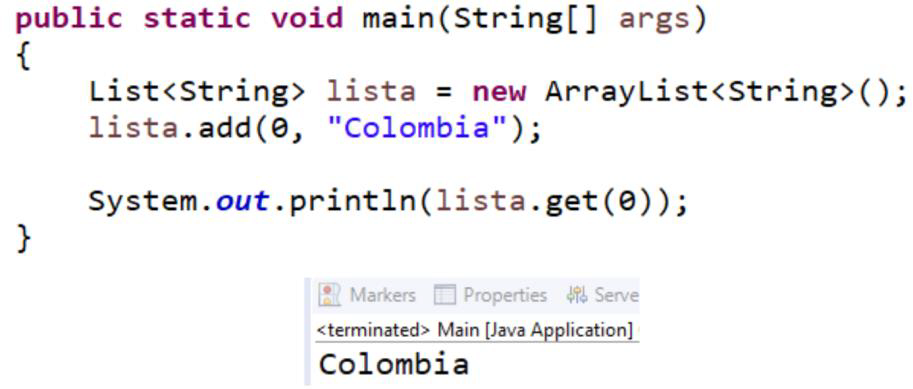 public static void main(String[] args)
{
    List<String> lista = new ArrayList<String>();
    lista.add(0, "Colombia");
    System.out.println(lista.get(0));
}
Markers Properties Serve
<terminated> Main [Java Application]
Colombia